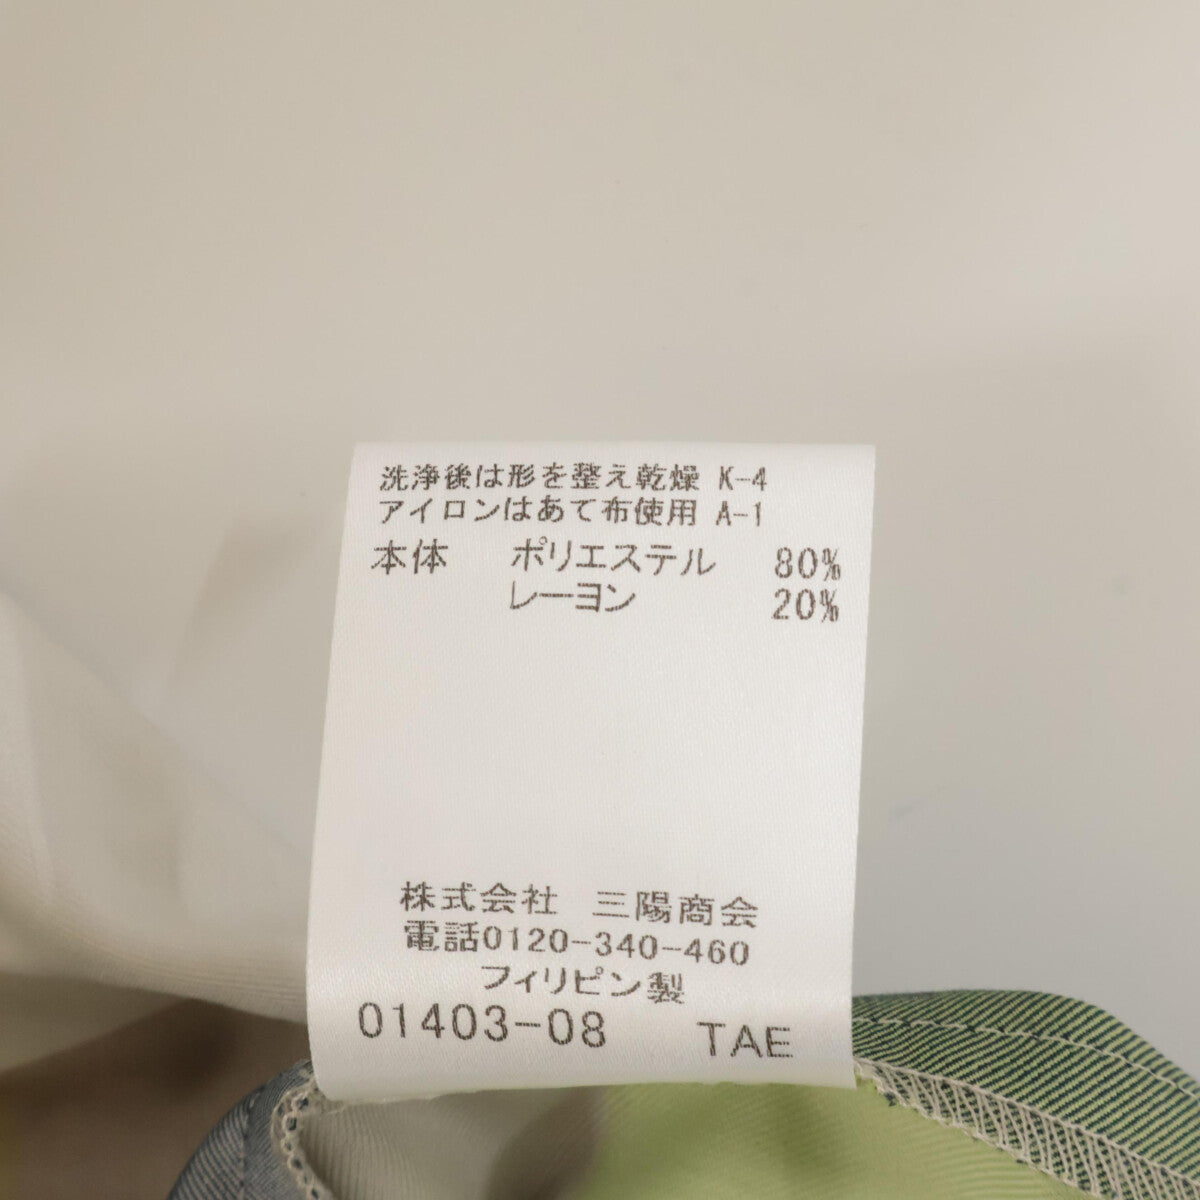 洗浄後は形を整え乾燥 K-4
アイロンはあて布使用 A-1
本体 ポリエステル 80%
レーヨン 20%
株式会社 三陽商会
電話0120-340-460
フィリピン製
01403-08 TAE